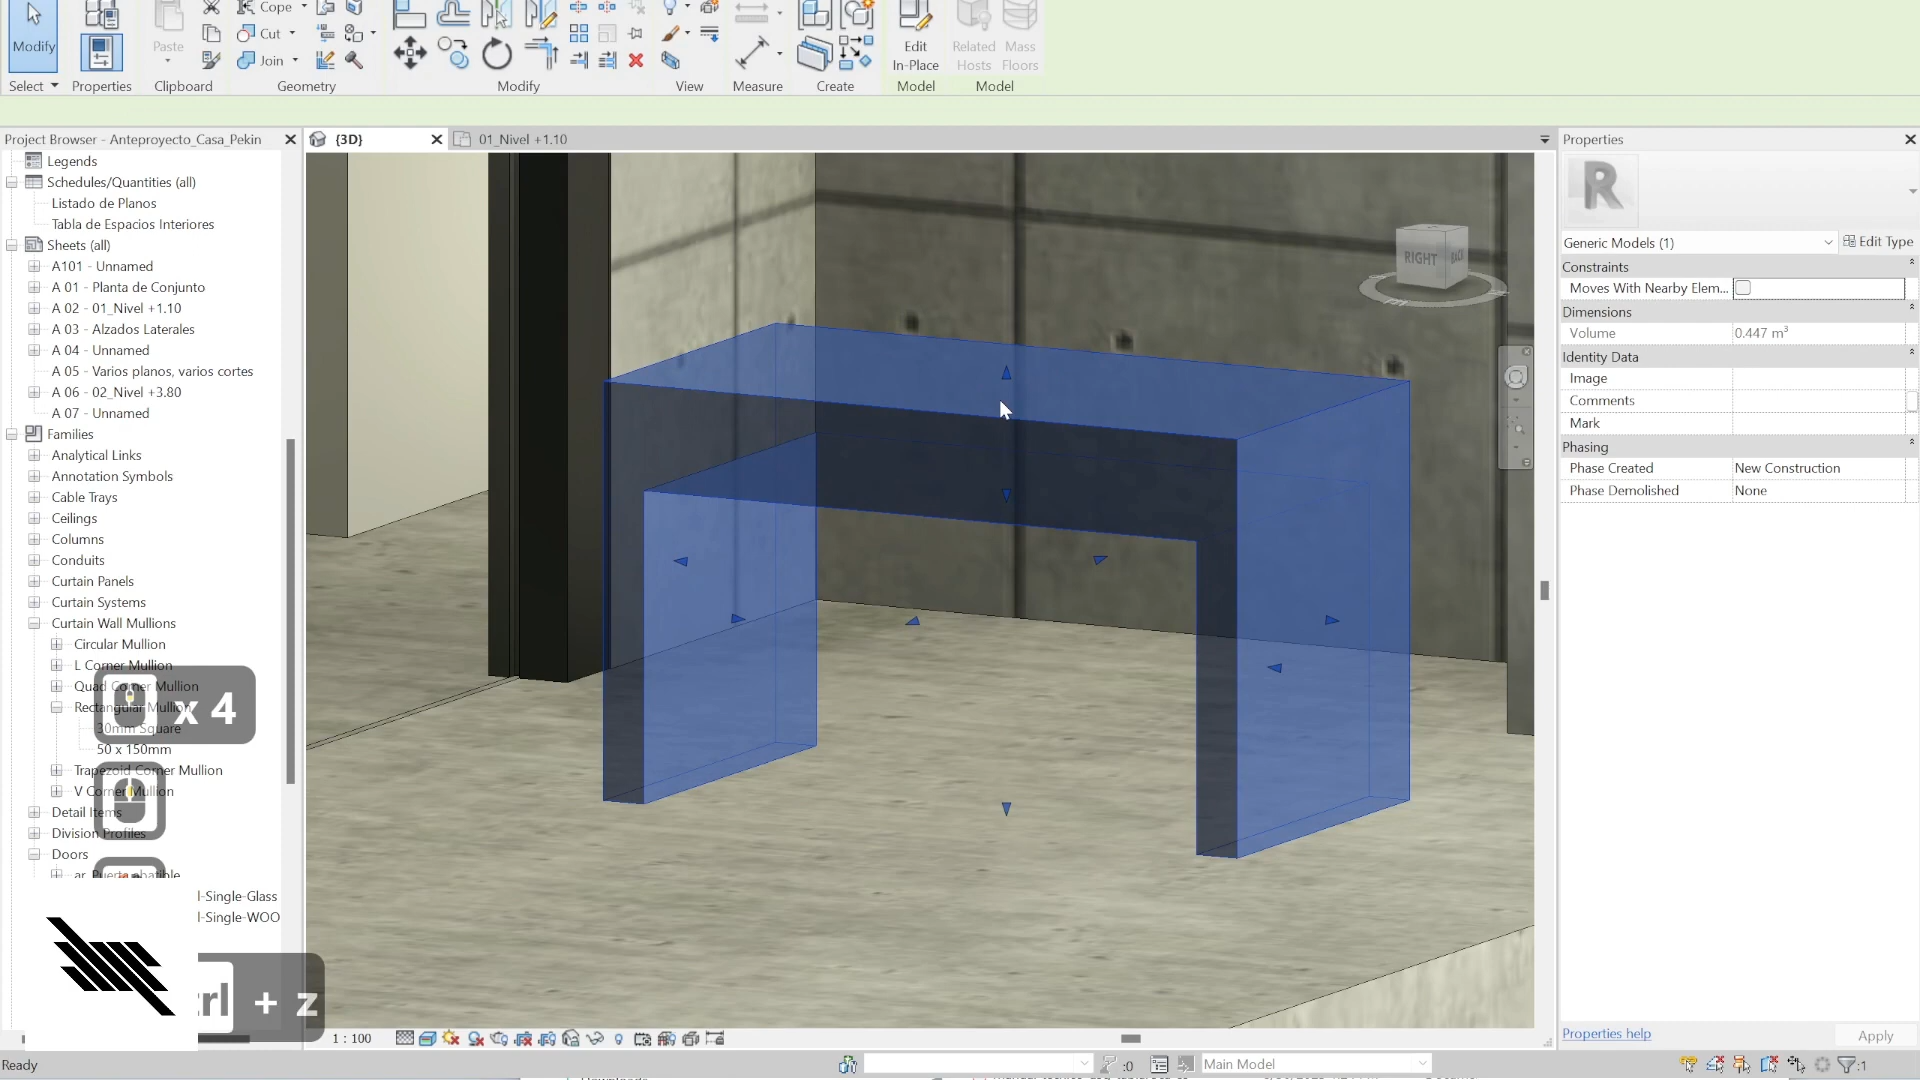 Cope
Modify
Paste
Cut
Join
Edit
In-Place
Related
Hosts
Mass
Floors
Select
Properties
Clipboard
Geometry
Modify
View
Measure
Create
Model
Model
Project Browser - Anteproyecto_Casa_Pekin
{3D}
01_Nivel +1.10
Properties
Legends
Schedules/Quantities (all)
Listado de Planos
Tabla de Espacios Interiores
Sheets (all)
A101 - Unnamed
A 01 - Planta de Conjunto
A 02 - 01_Nivel +1.10
A 03 - Alzados Laterales
A 04 - Unnamed
A 05 - Varios planos, varios cortes
A 06 - 02_Nivel +3.80
A 07 - Unnamed
Families
Analytical Links
Annotation Symbols
Cable Trays
Ceilings
Columns
Conduits
Curtain Panels
Curtain Systems
Curtain Wall Mullions
Circular Mullion
L Corner Mullion
Quad Corner Mullion
Rectangular Mullion
30mm Square
50 x 150mm
Trapezoid Corner Mullion
V Corner Mullion
Detail Items
Division Profiles
Doors
l-Single-Glass
l-Single-WOO
x 4
rl + z
RIGHT
BACK
R
Generic Models (1)
Edit Type
Constraints
Moves With Nearby Elem...
Dimensions
Volume 0.447 m³
Identity Data
Image
Comments
Mark
Phasing
Phase Created New Construction
Phase Demolished None
Properties help
Apply
1 : 100
Ready
:0
Main Model
:1